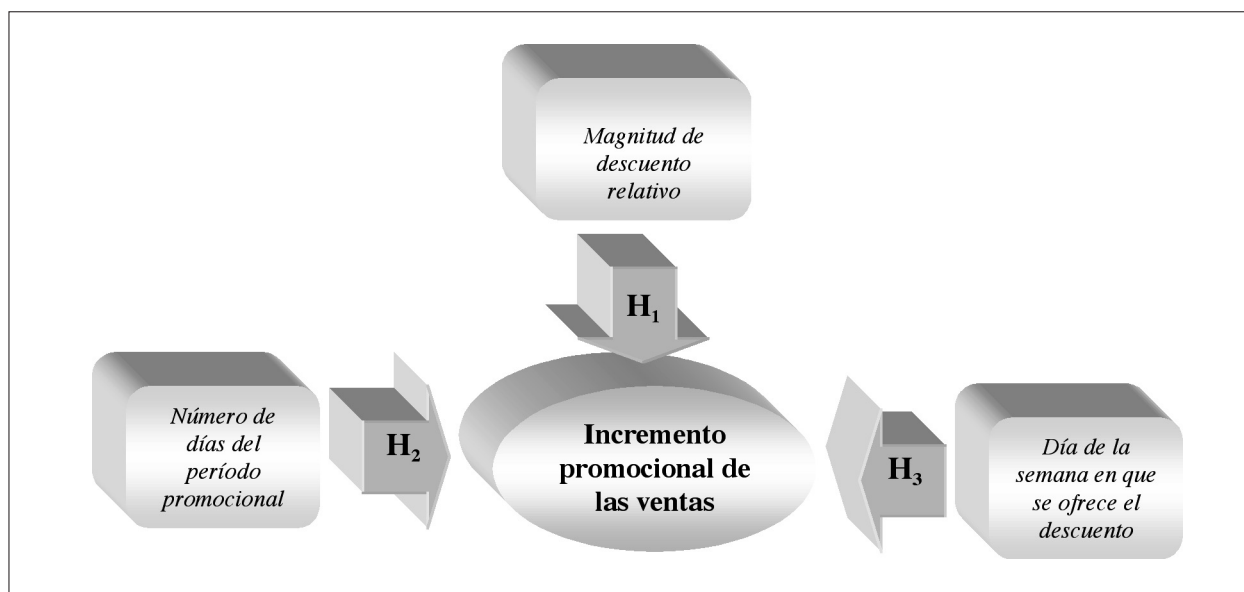 Magnitud de
descuento
relativo
H₁
Número de
días del
período
promocional
H₂
Incremento
promocional de
las ventas
H₃
Día de la
semana en que
se ofrece el
descuento